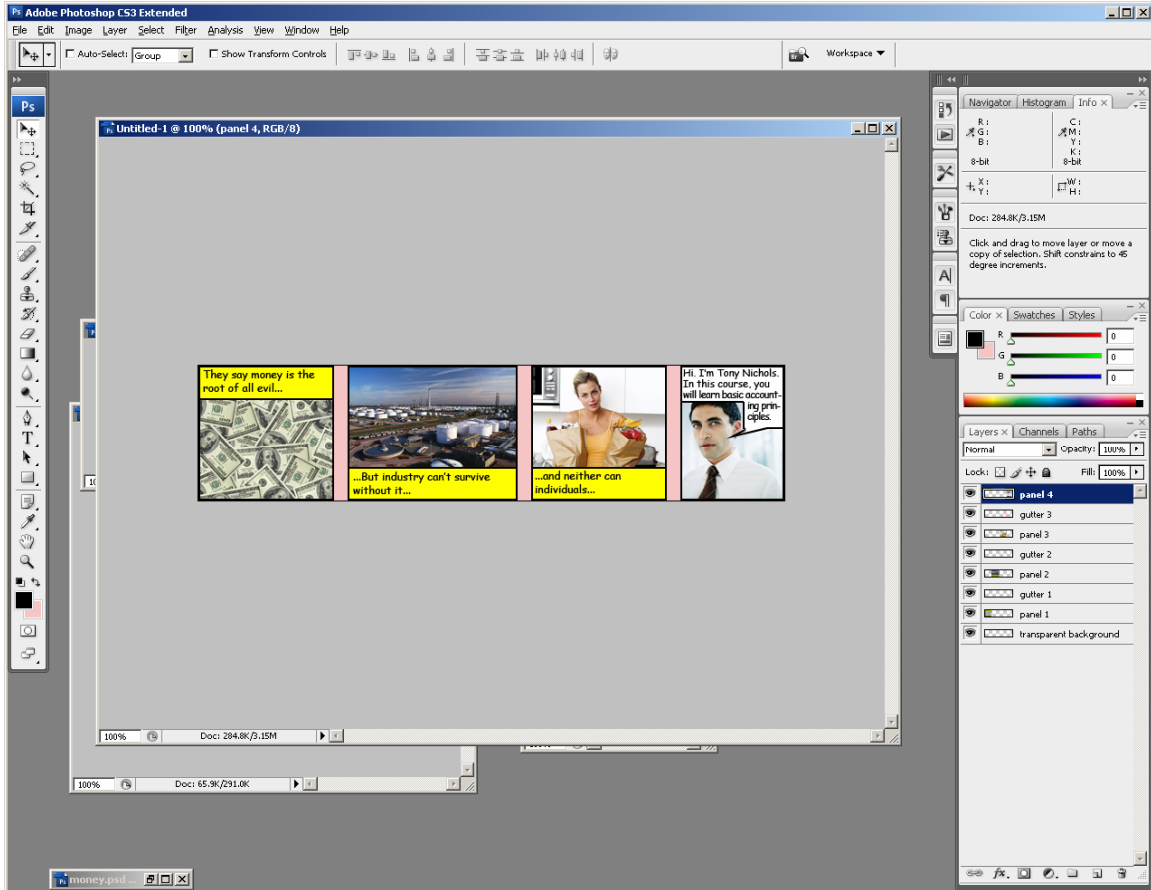 Adobe Photoshop CS3 Extended
File Edit Image Layer Select Filter Analysis View Window Help
Auto-Select: Group Show Transform Controls Workspace
Ps
Navigator Histogram Info
R: C:
G: M:
B: Y:
K:
8-bit 8-bit
X: W:
Y: H:
Doc: 284.8K/3.15M
Click and drag to move layer or move a
copy of selection. Shift constrains to 45
degree increments.
Color Swatches Styles
R 0
G 0
B 0
Layers Channels Paths
Normal Opacity: 100%
Lock: Fill: 100%
panel 4
gutter 3
panel 3
gutter 2
panel 2
gutter 1
panel 1
transparent background
Untitled-1 @ 100% (panel 4, RGB/8)
They say money is the
root of all evil...
...But industry can't survive
without it...
...and neither can
individuals...
Hi. I'm Tony Nichols.
In this course, you
will learn basic account-
ing prin-
ciples.
100% Doc: 284.8K/3.15M
100% Doc: 65.9K/291.0K
money.psd ...